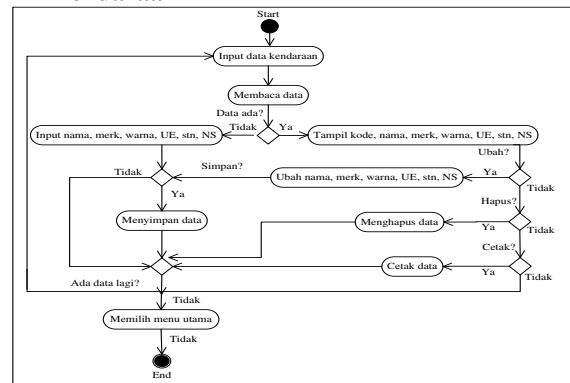 Start
Input data kendaraan
Membaca data
Data ada?
Tidak
Ya
Input nama, merk, warna, UE, stn, NS
Tampil kode, nama, merk, warna, UE, stn, NS
Ubah?
Tidak
Simpan?
Ubah nama, merk, warna, UE, stn, NS
Ya
Tidak
Ya
Hapus?
Menyimpan data
Menghapus data
Ya
Tidak
Cetak?
Cetak data
Ya
Tidak
Ada data lagi?
Tidak
Memilih menu utama
Tidak
End